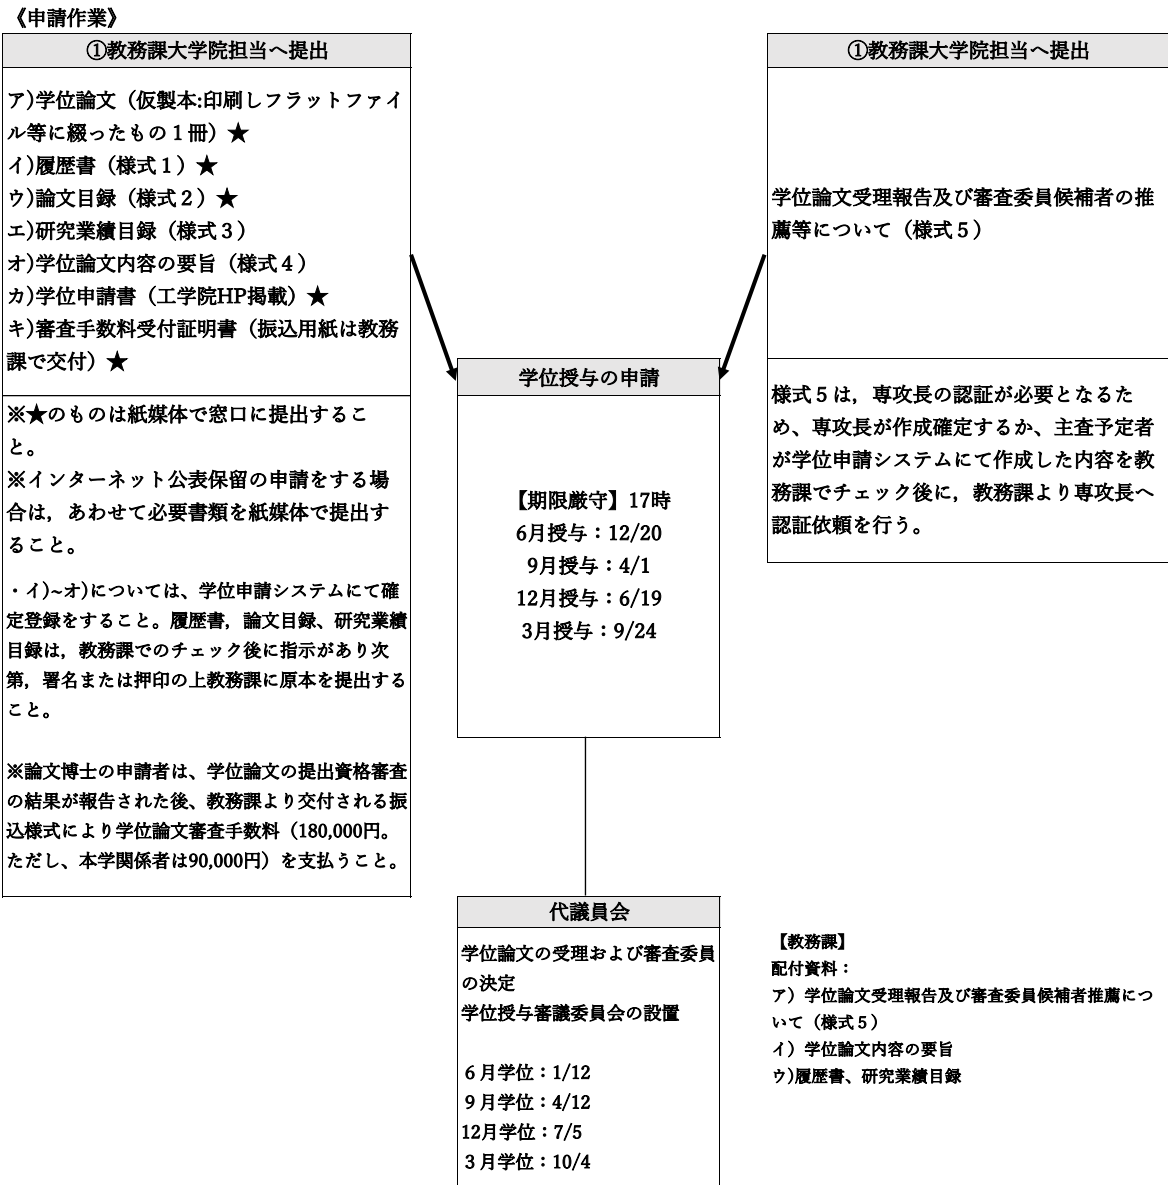 《申請作業》
①教務課大学院担当へ提出
ア)学位論文（仮製本:印刷しフラットファイ
ル等に綴ったもの１冊）★
イ)履歴書（様式１）★
ウ)論文目録（様式２）★
エ)研究業績目録（様式３）
オ)学位論文内容の要旨（様式４）
カ)学位申請書（工学院HP掲載）★
キ)審査手数料受付証明書（振込用紙は教務
課で交付）★
※★のものは紙媒体で窓口に提出するこ
と。
※インターネット公表保留の申請をする場
合は，あわせて必要書類を紙媒体で提出す
ること。
・イ)~オ)については、学位申請システムにて確
定登録をすること。履歴書，論文目録、研究業績
目録は，教務課でのチェック後に指示があり次
第，署名または押印の上教務課に原本を提出する
こと。
※論文博士の申請者は、学位論文の提出資格審査
の結果が報告された後、教務課より交付される振
込様式により学位論文審査手数料（180,000円。
ただし、本学関係者は90,000円）を支払うこと。
①教務課大学院担当へ提出
学位論文受理報告及び審査委員候補者の推
薦等について（様式５）
様式５は，専攻長の認証が必要となるた
め、専攻長が作成確定するか、主査予定者
が学位申請システムにて作成した内容を教
務課でチェック後に，教務課より専攻長へ
認証依頼を行う。
学位授与の申請
【期限厳守】17時
6月授与：12/20
9月授与：4/1
12月授与：6/19
3月授与：9/24
代議員会
学位論文の受理および審査委員
の決定
学位授与審議委員会の設置
６月学位：1/12
９月学位：4/12
12月学位：7/5
３月学位：10/4
【教務課】
配付資料：
ア）学位論文受理報告及び審査委員候補者推薦につ
いて（様式５）
イ）学位論文内容の要旨
ウ)履歴書、研究業績目録